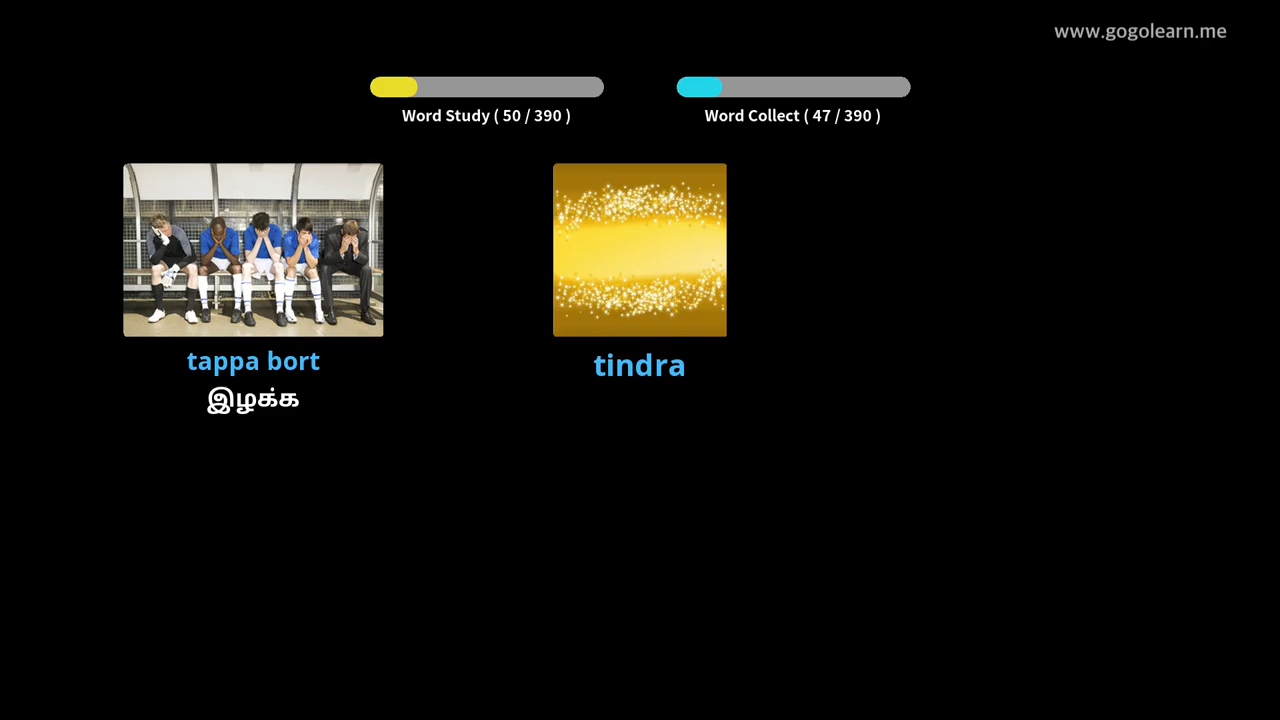 www.gogolearn.me
Word Study ( 50 / 390 )
Word Collect ( 47 / 390 )
tappa bort
இழக்க
tindra